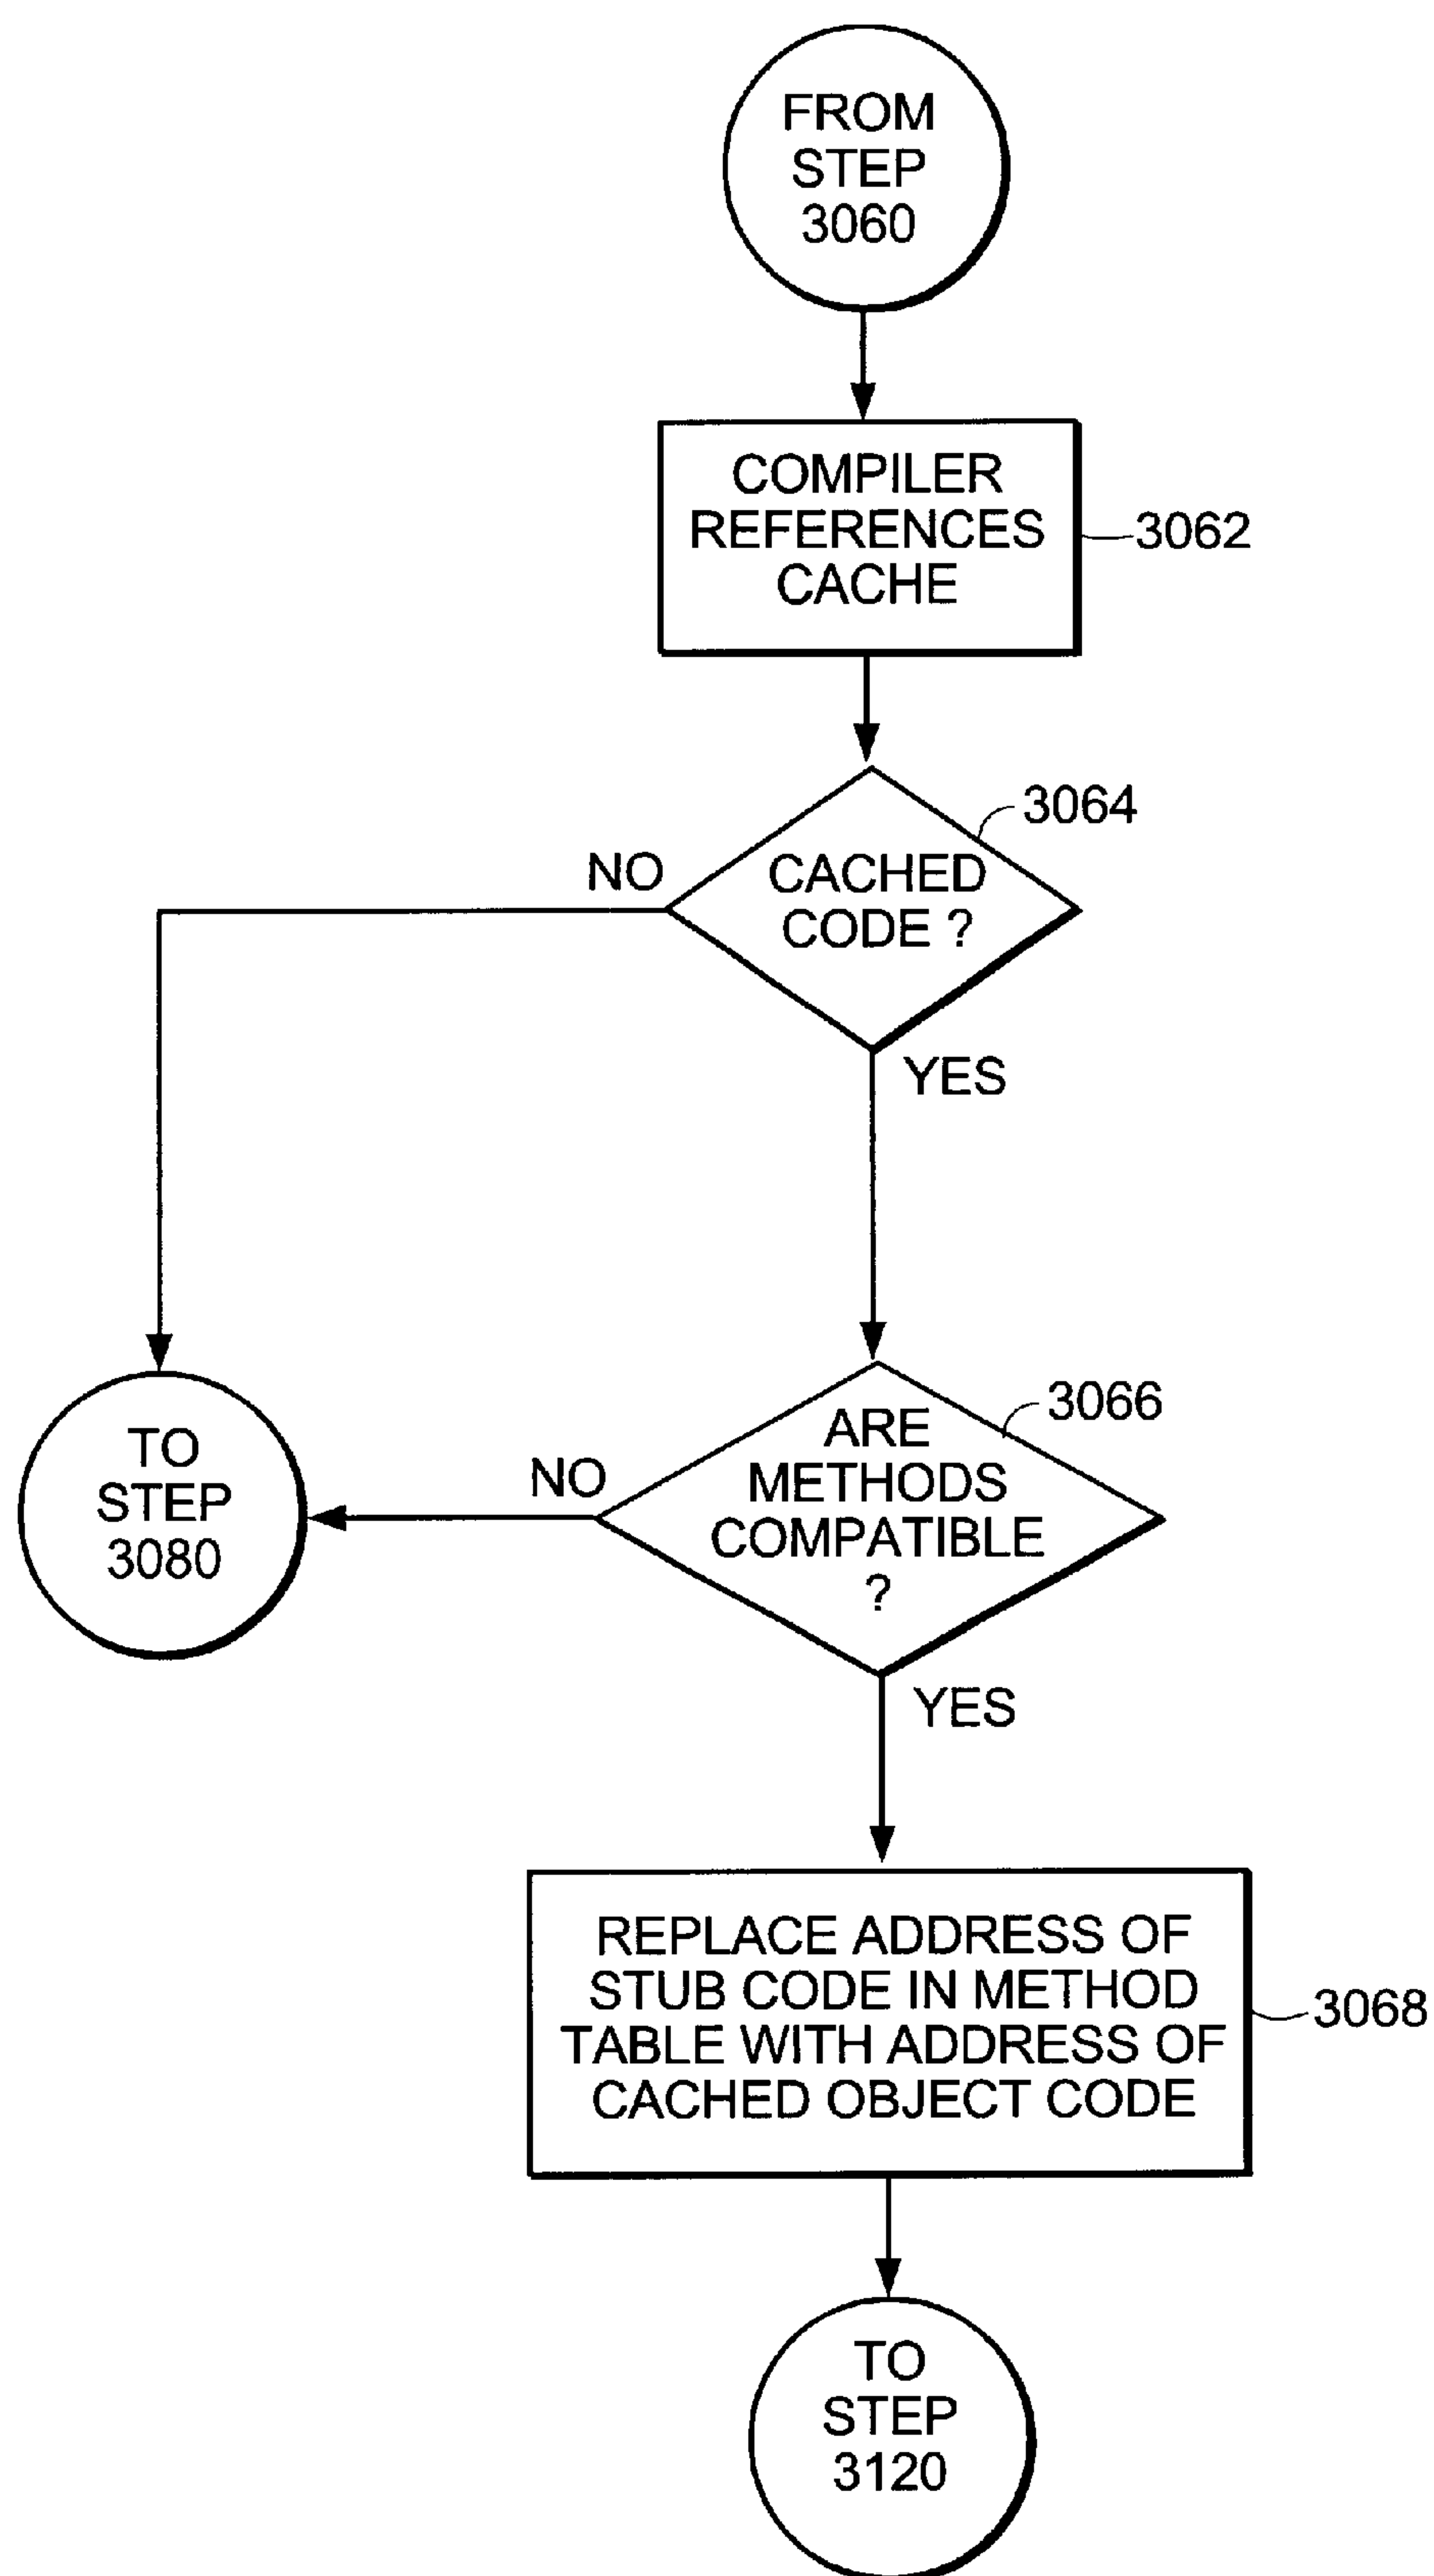 FROM
STEP
3060
COMPILER
REFERENCES
CACHE
3062
3064
NO
CACHED
CODE ?
YES
3066
ARE
METHODS
COMPATIBLE
?
NO
TO
STEP
3080
YES
REPLACE ADDRESS OF
STUB CODE IN METHOD
TABLE WITH ADDRESS OF
CACHED OBJECT CODE
3068
TO
STEP
3120